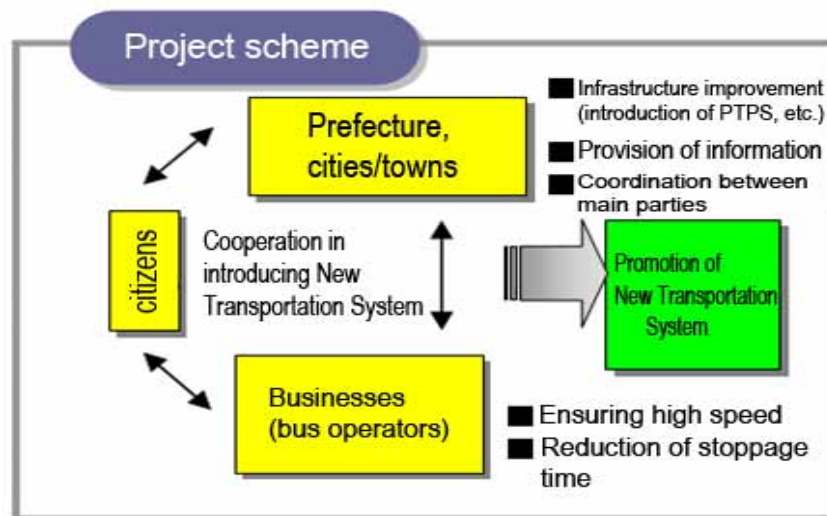 Project scheme
Prefecture,
cities/towns
■ Infrastructure improvement
(introduction of PTPS, etc.)
■ Provision of information
■ Coordination between
main parties
citizens
Cooperation in
introducing New
Transportation System
Promotion of
New Transportation
System
Businesses
(bus operators)
■ Ensuring high speed
■ Reduction of stoppage
time